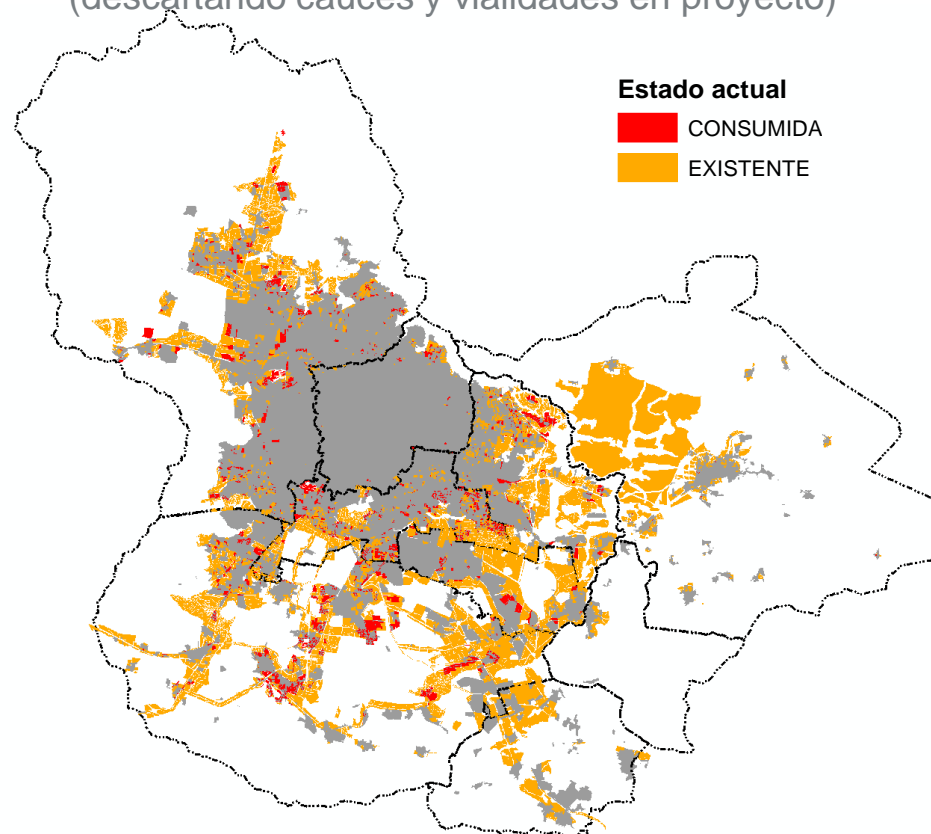 (descartando cauces y vialidades en proyecto)
Estado actual
CONSUMIDA
EXISTENTE